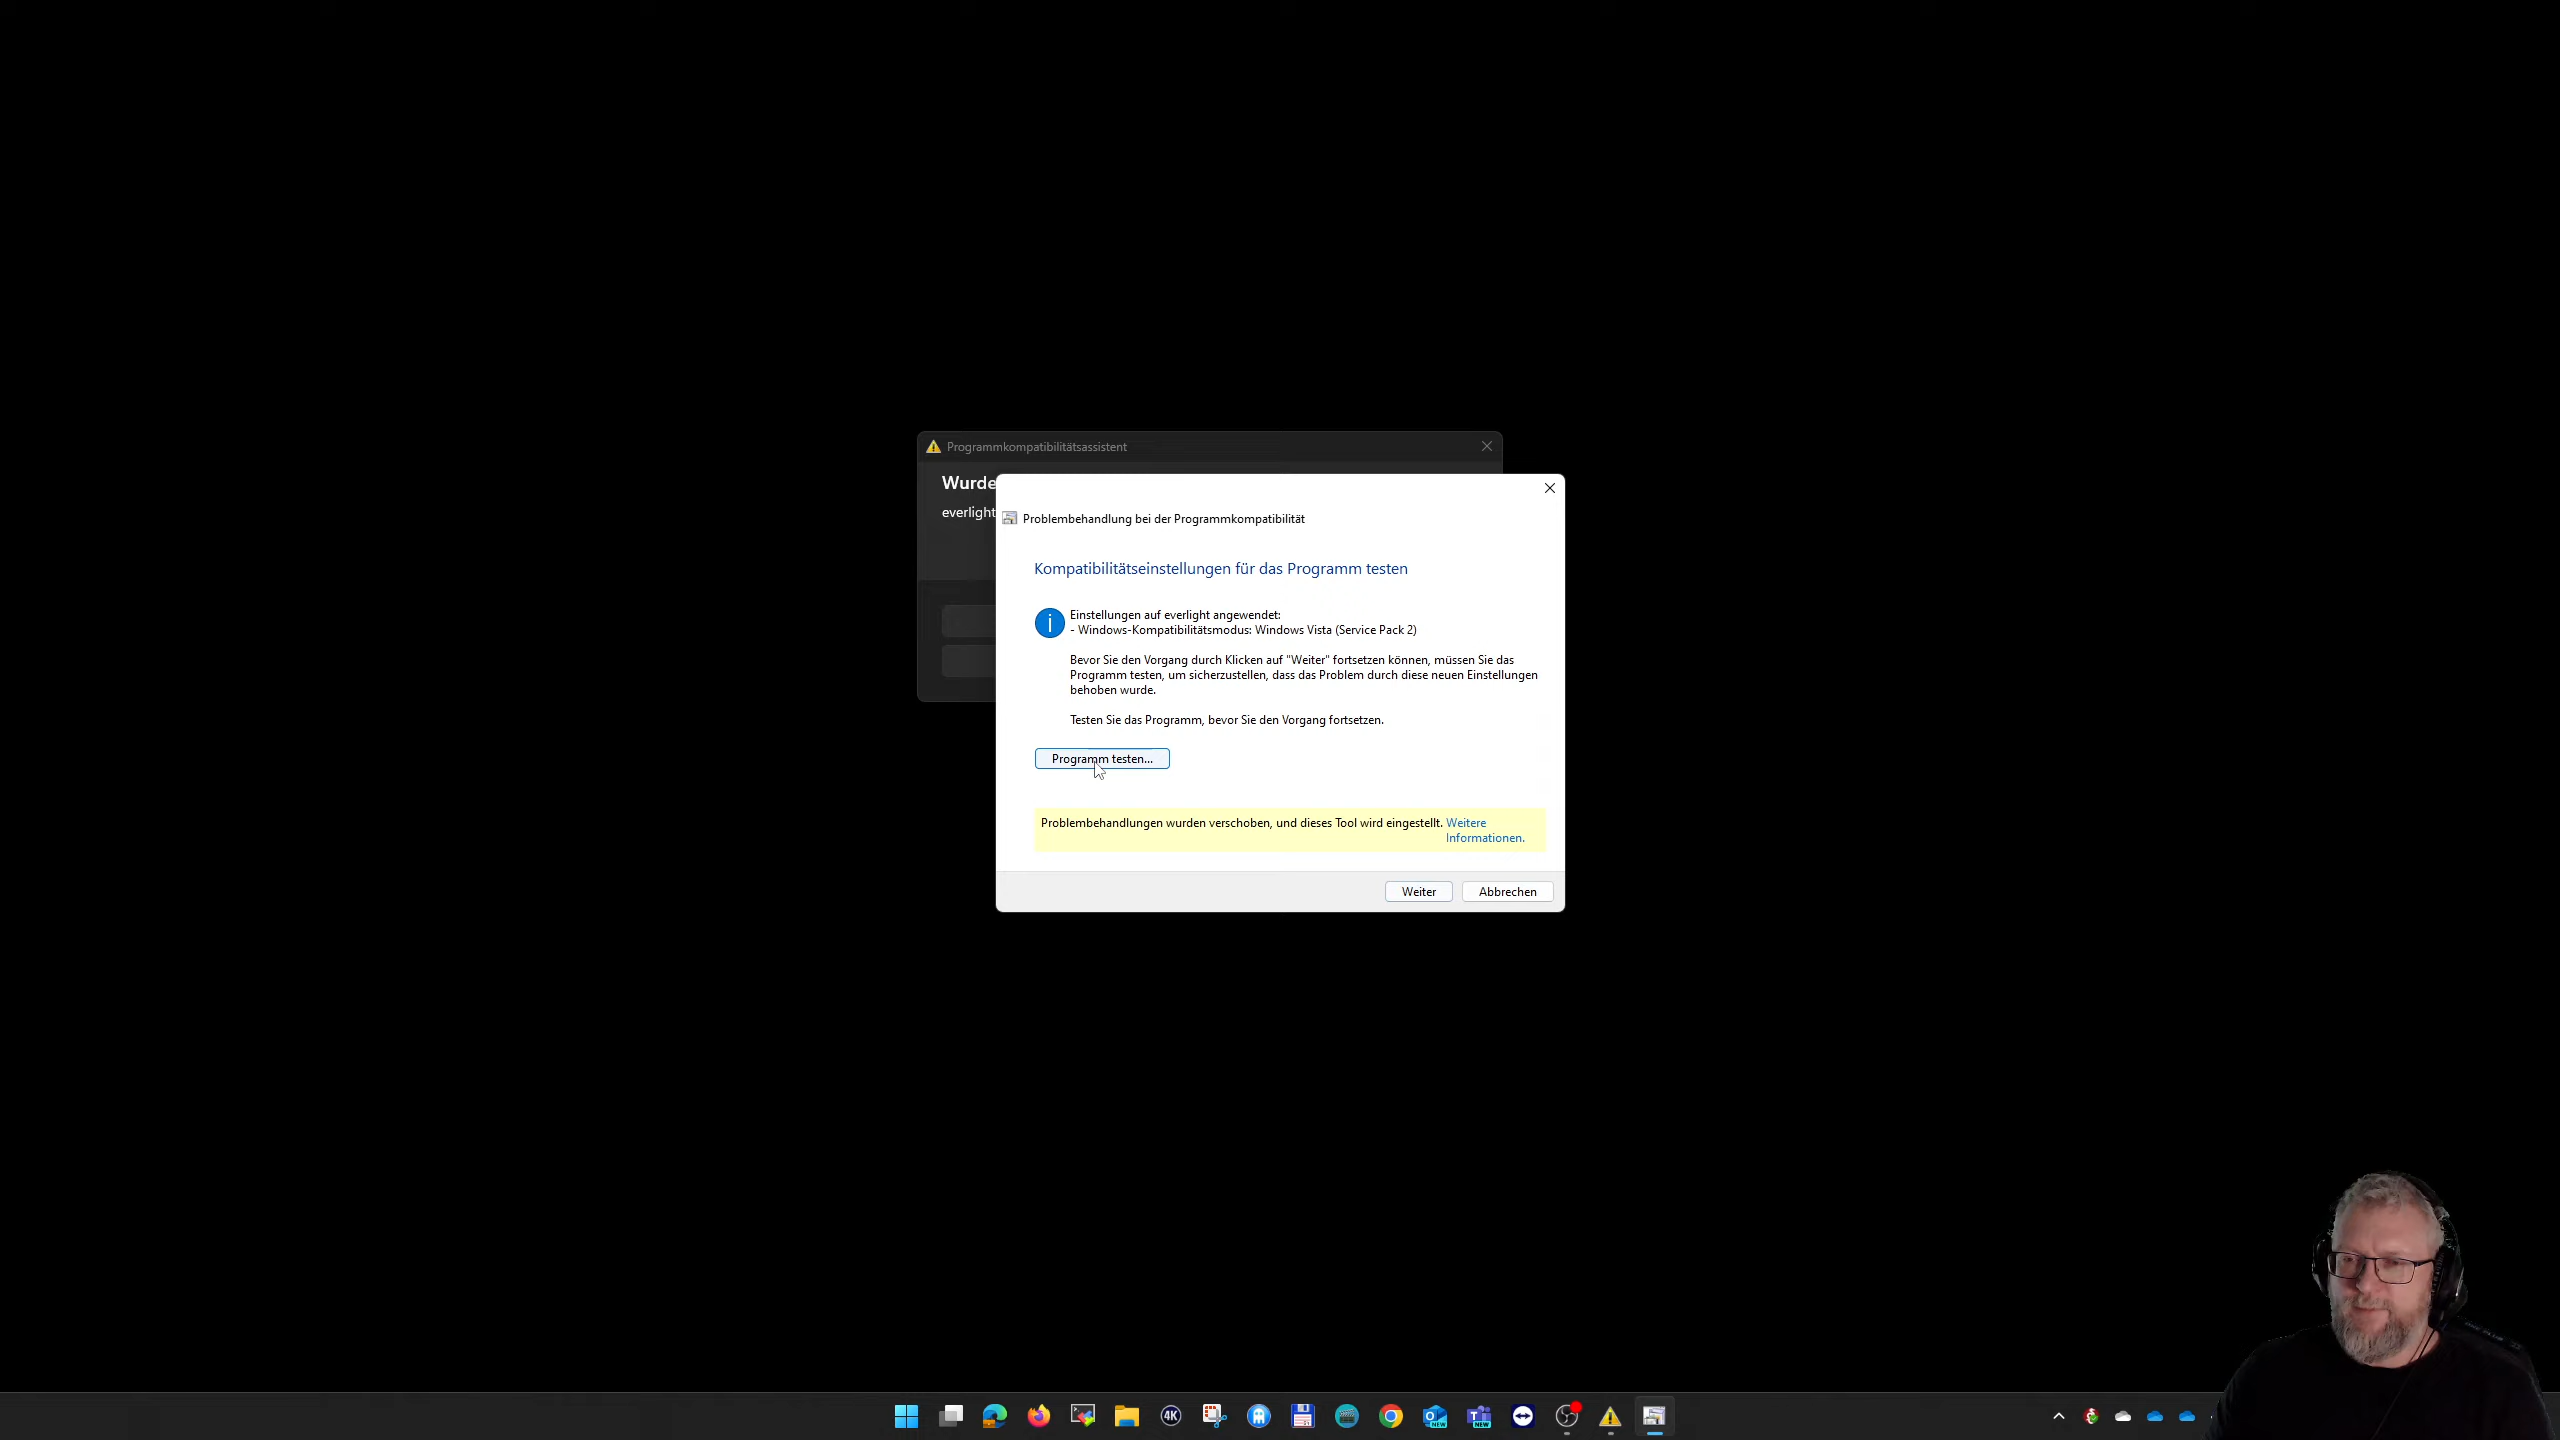 Programmkompatibilitätsassistent
Wurde
everlight
Problembehandlung bei der Programmkompatibilität
Kompatibilitätseinstellungen für das Programm testen
Einstellungen auf everlight angewendet:
- Windows-Kompatibilitätsmodus: Windows Vista (Service Pack 2)
Bevor Sie den Vorgang durch Klicken auf "Weiter" fortsetzen können, müssen Sie das
Programm testen, um sicherzustellen, dass das Problem durch diese neuen Einstellungen
behoben wurde.
Testen Sie das Programm, bevor Sie den Vorgang fortsetzen.
Programm testen...
Problembehandlungen wurden verschoben, und dieses Tool wird eingestellt. Weitere
Informationen.
Weiter
Abbrechen
4K
NEW
NEW